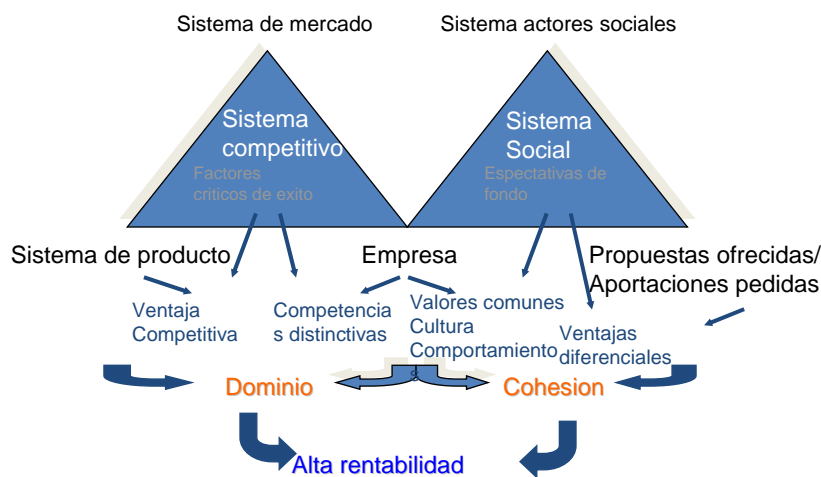 Sistema de mercado
Sistema actores sociales
Sistema
competitivo
Factores
criticos de exito
Sistema
Social
Espectativas de
fondo
Sistema de producto
Empresa
Propuestas ofrecidas/
Aportaciones pedidas
Ventaja
Competitiva
Competencia
s distinctivas
Valores comunes
Cultura
Comportamiento
Ventajas
diferenciales
&
Dominio
Cohesion
Alta rentabilidad